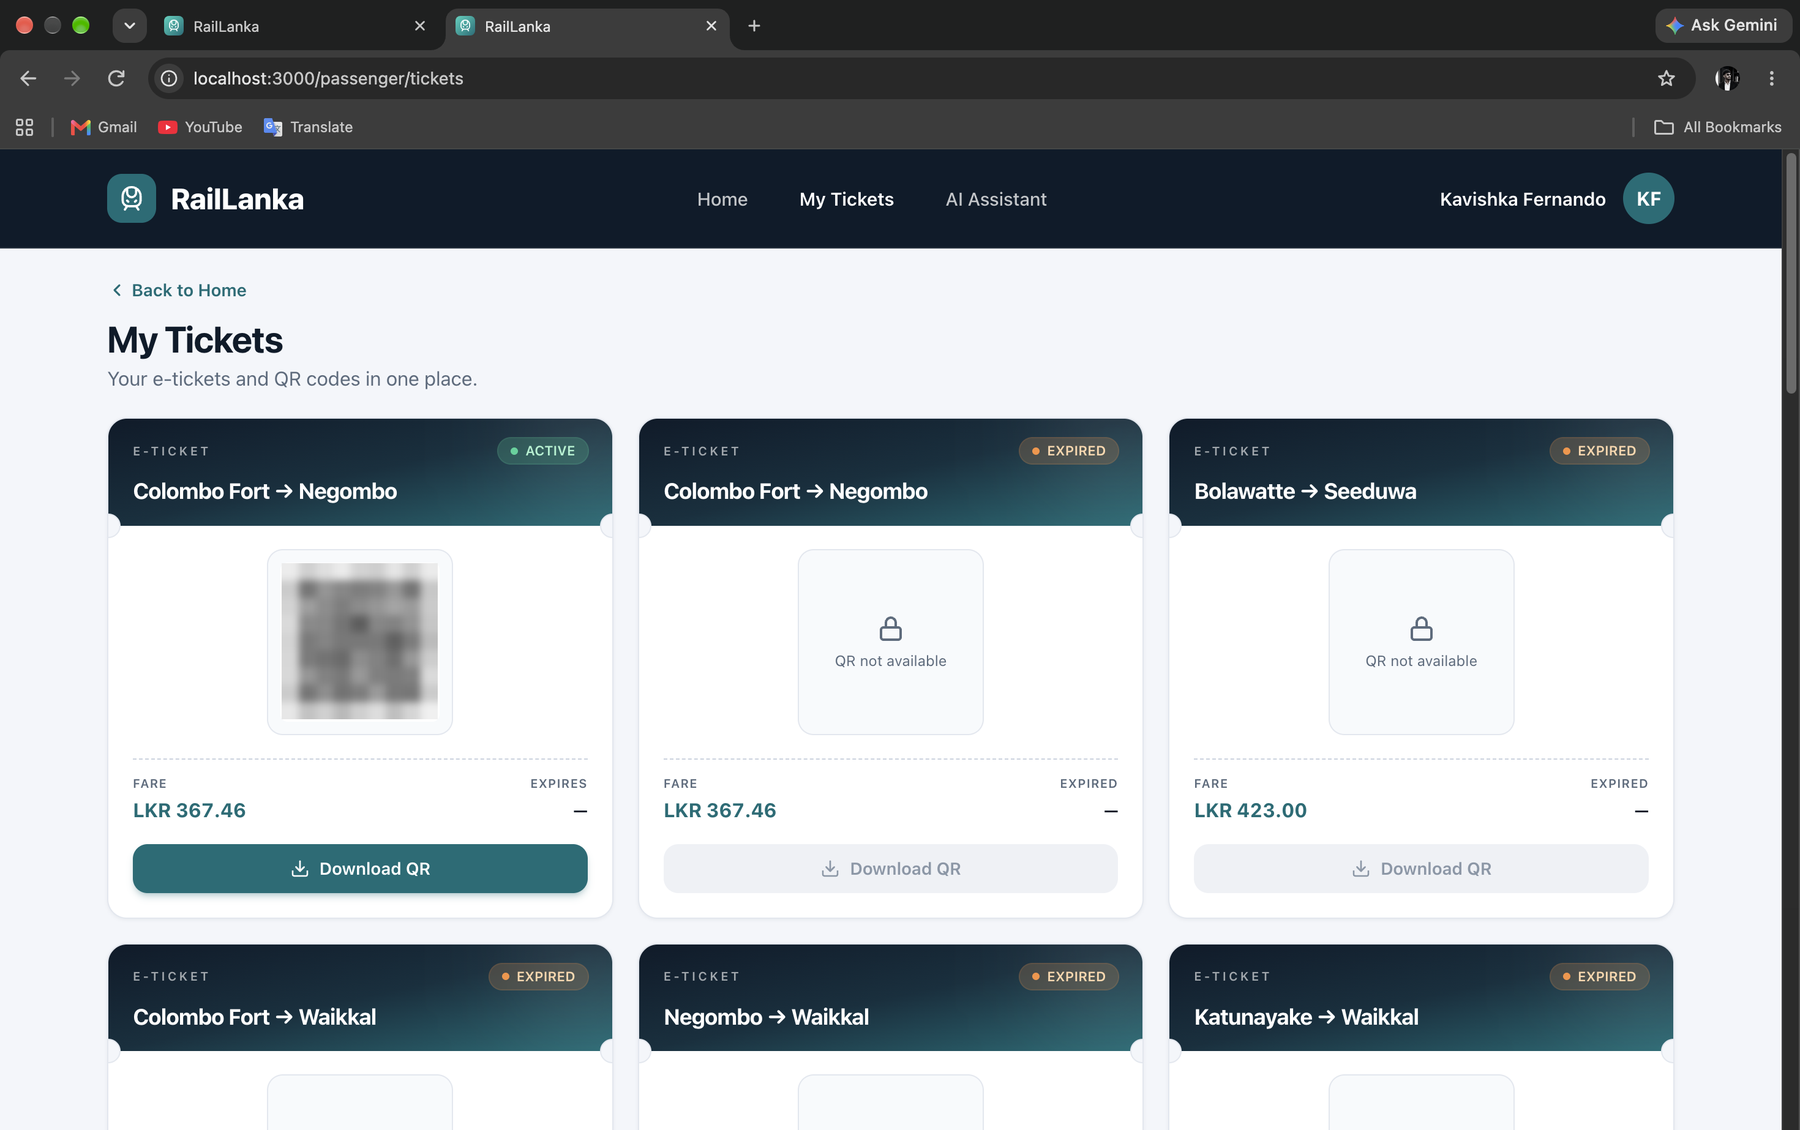 RailLanka
RailLanka
Ask Gemini
localhost:3000/passenger/tickets
Gmail
YouTube
Translate
All Bookmarks
RailLanka
Home
My Tickets
AI Assistant
Kavishka Fernando
KF
Back to Home
My Tickets
Your e-tickets and QR codes in one place.
E-TICKET
ACTIVE
Colombo Fort → Negombo
FARE
EXPIRES
LKR 367.46
—
Download QR
E-TICKET
EXPIRED
Colombo Fort → Negombo
QR not available
FARE
EXPIRED
LKR 367.46
—
Download QR
E-TICKET
EXPIRED
Bolawatte → Seeduwa
QR not available
FARE
EXPIRED
LKR 423.00
—
Download QR
E-TICKET
EXPIRED
Colombo Fort → Waikkal
E-TICKET
EXPIRED
Negombo → Waikkal
E-TICKET
EXPIRED
Katunayake → Waikkal